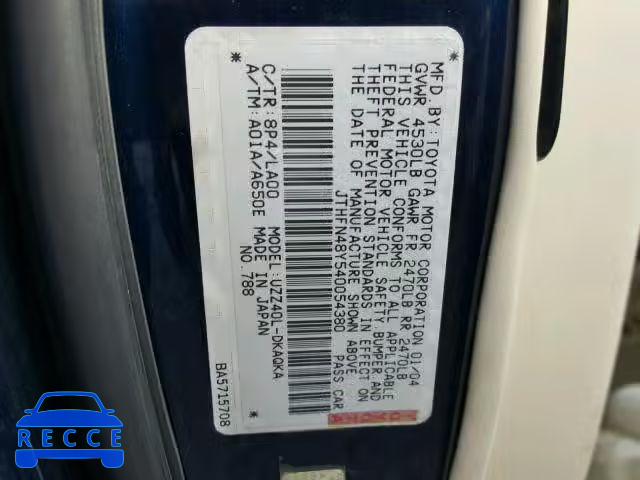 MFD. BY: TOYOTA MOTOR CORPORATION 01/04
GVWR 4530LB GAWR FR 2470LB RR 2470LB
THIS VEHICLE CONFORMS TO ALL APPLICABLE
FEDERAL MOTOR VEHICLE SAFETY BUMPER AND
THEFT PREVENTION STANDARDS IN EFFECT ON
THE DATE OF MANUFACTURE SHOWN ABOVE.
JTHFN48Y540054380 PASS CAR
C/TR: 8P4/LA00 MODEL: UZZ40L-DKAQKA
A/TM: A01A/A650E MADE IN JAPAN
NO. 788
BA5715708
RECCE